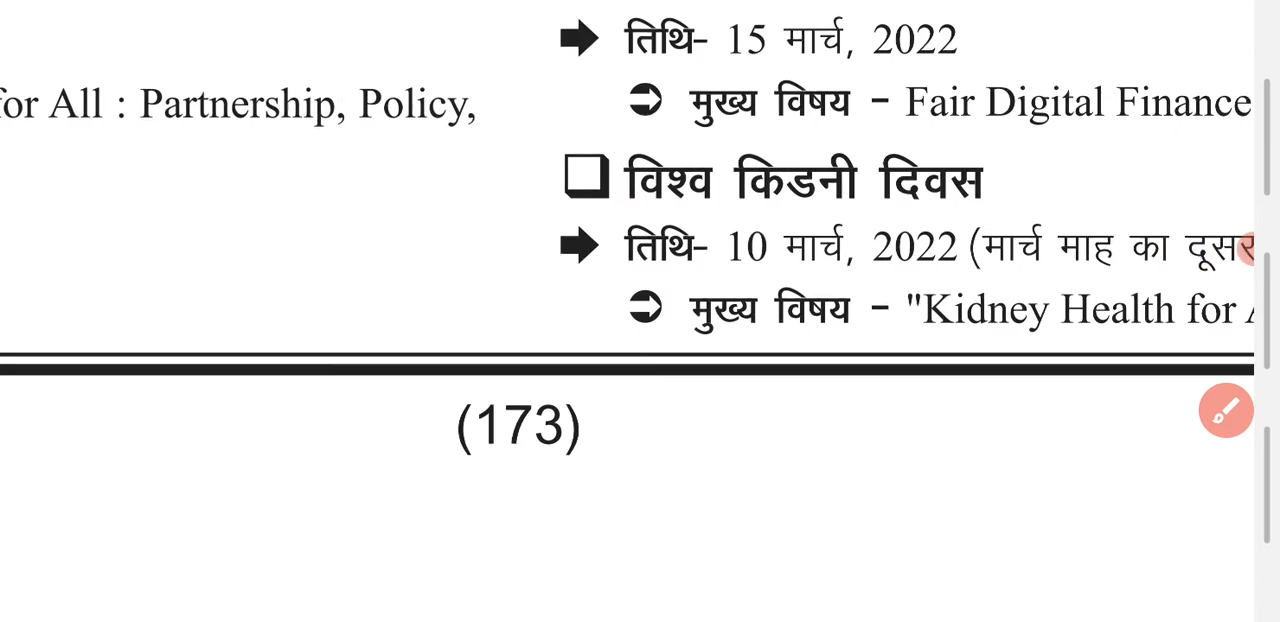 तिथि- 15 मार्च, 2022
for All : Partnership, Policy,
मुख्य विषय - Fair Digital Finance
विश्व किडनी दिवस
तिथि- 10 मार्च, 2022 (मार्च माह का
मुख्य विषय - "Kidney Health for
(173)